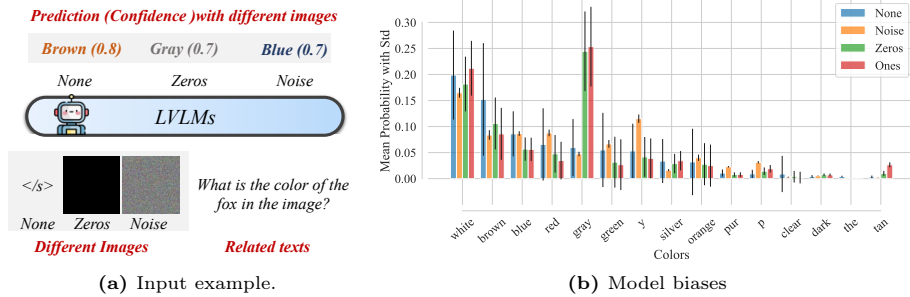 Prediction (Confidence )with different images
Brown (0.8) Gray (0.7) Blue (0.7)
None Zeros Noise
LVLMs
</s>
None Zeros Noise
What is the color of the
fox in the image?
Different Images Related texts
(a) Input example.
Mean Probability with Std
0.30
0.25
0.20
0.15
0.10
0.05
0.00
None
Noise
Zeros
Ones
white brown blue red gray green y silver orange pur p clear dark the tan
Colors
(b) Model biases